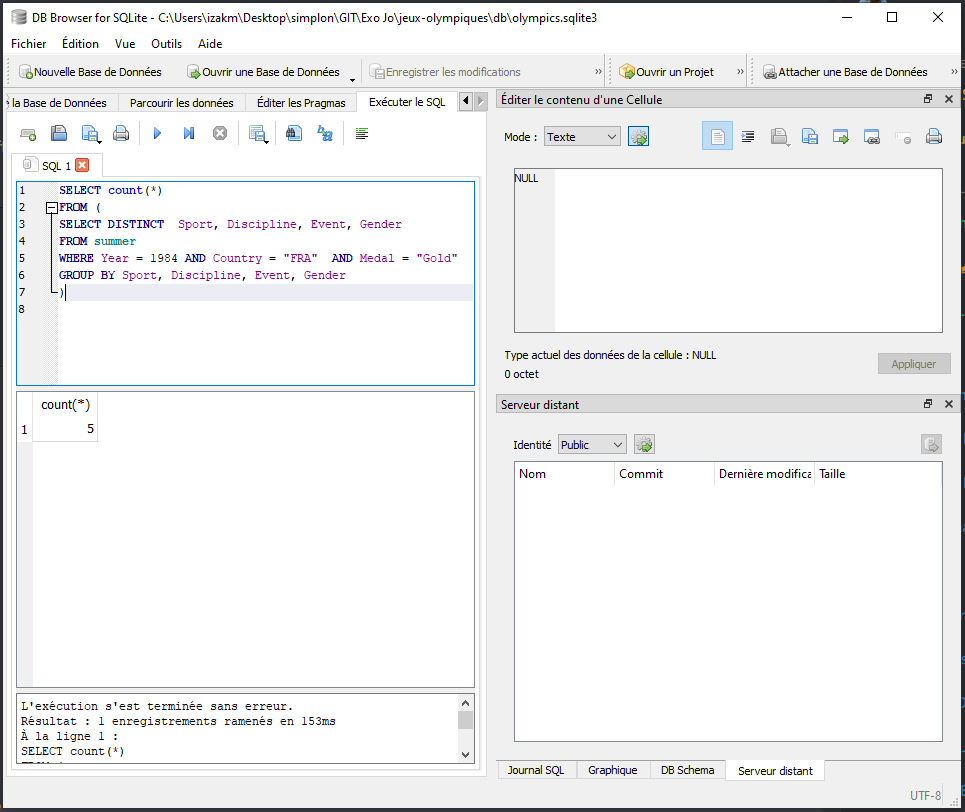 DB Browser for SQLite - C:\Users\izakm\Desktop\simplon\GIT\Exo Jo\jeux-olympiques\db\olympics.sqlite3
Fichier Édition Vue Outils Aide
Nouvelle Base de Données Ouvrir une Base de Données Enregistrer les modifications » Ouvrir un Projet » Attacher une Base de Données »
la Base de Données Parcourir les données Éditer les Pragmas Exécuter le SQL
SQL 1
1 SELECT count(*)
2 FROM (
3 SELECT DISTINCT Sport, Discipline, Event, Gender
4 FROM summer
5 WHERE Year = 1984 AND Country = "FRA" AND Medal = "Gold"
6 GROUP BY Sport, Discipline, Event, Gender
7 )
8
count(*)
1 5
L'exécution s'est terminée sans erreur.
Résultat : 1 enregistrements ramenés en 153ms
À la ligne 1 :
SELECT count(*)
Éditer le contenu d'une Cellule
Mode : Texte
NULL
Type actuel des données de la cellule : NULL
0 octet
Appliquer
Serveur distant
Identité Public
Nom Commit Dernière modifica Taille
Journal SQL Graphique DB Schema Serveur distant
UTF-8